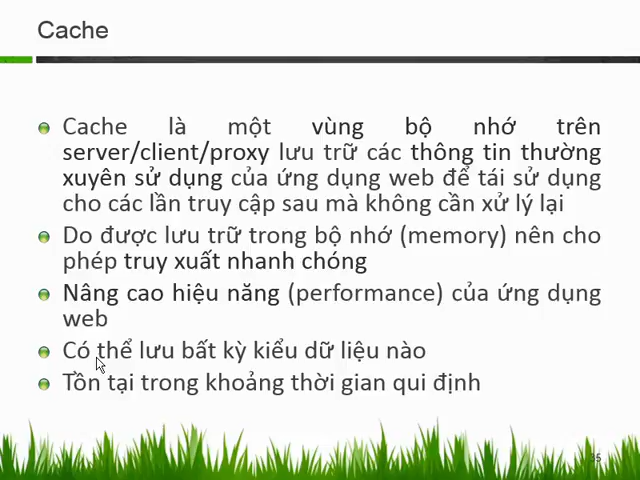 Cache
Cache là một vùng bộ nhớ trên
server/client/proxy lưu trữ các thông tin thường
xuyên sử dụng của ứng dụng web để tái sử dụng
cho các lần truy cập sau mà không cần xử lý lại
Do được lưu trữ trong bộ nhớ (memory) nên cho
phép truy xuất nhanh chóng
Nâng cao hiệu năng (performance) của ứng dụng
web
Có thể lưu bất kỳ kiểu dữ liệu nào
Tồn tại trong khoảng thời gian qui định